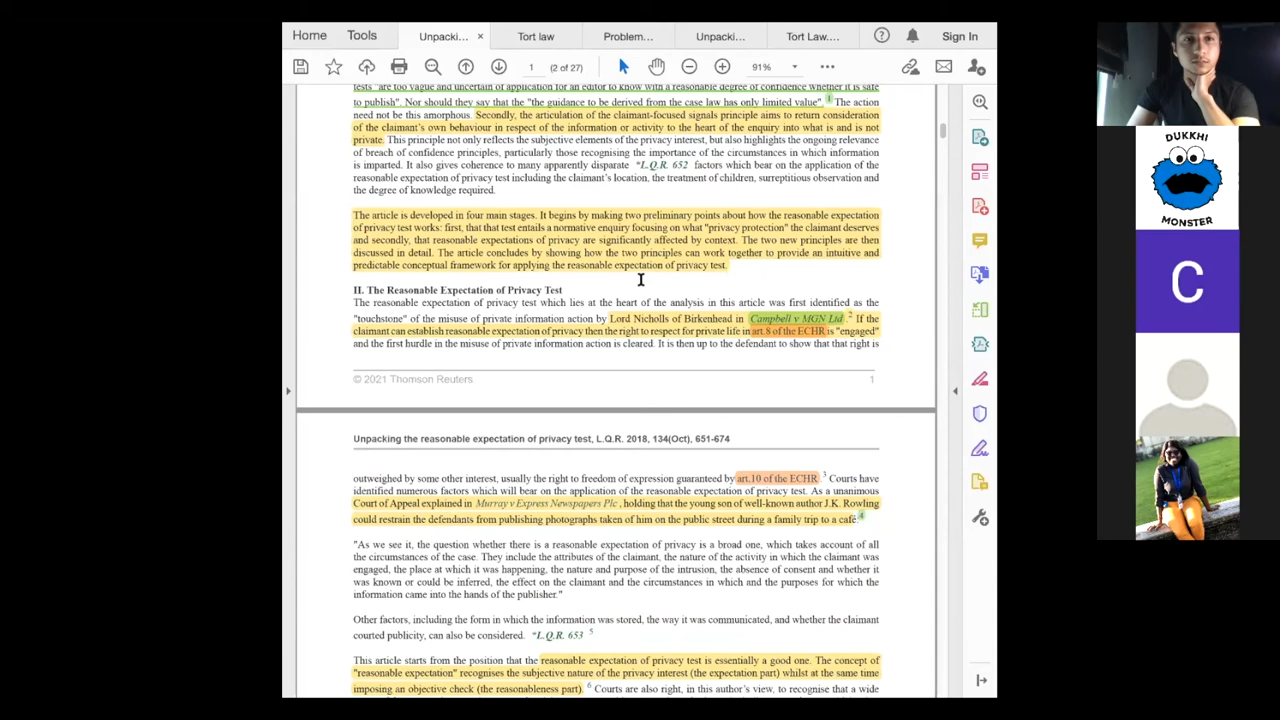 Home Tools Unpacki... × Tort law Problem... Unpacki... Tort Law.... Sign In
1 (2 of 27) 91%
tests "are too vague and uncertain of application for an editor to know with a reasonable degree of confidence whether it is safe
to publish". Nor should they say that the "the guidance to be derived from the case law has only limited value". 1 The action
need not be this amorphous. Secondly, the articulation of the claimant-focused signals principle aims to return consideration
of the claimant's own behaviour in respect of the information or activity to the heart of the enquiry into what is and is not
private. This principle not only reflects the subjective elements of the privacy interest, but also highlights the ongoing relevance
of breach of confidence principles, particularly those recognising the importance of the circumstances in which information
is imparted. It also gives coherence to many apparently disparate *L.Q.R. 652 factors which bear on the application of the
reasonable expectation of privacy test including the claimant's location, the treatment of children, surreptitious observation and
the degree of knowledge required.
The article is developed in four main stages. It begins by making two preliminary points about how the reasonable expectation
of privacy test works: first, that that test entails a normative enquiry focusing on what "privacy protection" the claimant deserves
and secondly, that reasonable expectations of privacy are significantly affected by context. The two new principles are then
discussed in detail. The article concludes by showing how the two principles can work together to provide an intuitive and
predictable conceptual framework for applying the reasonable expectation of privacy test.
II. The Reasonable Expectation of Privacy Test
The reasonable expectation of privacy test which lies at the heart of the analysis in this article was first identified as the
"touchstone" of the misuse of private information action by Lord Nicholls of Birkenhead in Campbell v MGN Ltd . 2 If the
claimant can establish reasonable expectation of privacy then the right to respect for private life in art.8 of the ECHR is "engaged"
and the first hurdle in the misuse of private information action is cleared. It is then up to the defendant to show that that right is
© 2021 Thomson Reuters 1
Unpacking the reasonable expectation of privacy test, L.Q.R. 2018, 134(Oct), 651-674
outweighed by some other interest, usually the right to freedom of expression guaranteed by art.10 of the ECHR . 3 Courts have
identified numerous factors which will bear on the application of the reasonable expectation of privacy test. As a unanimous
Court of Appeal explained in Murray v Express Newspapers Plc , holding that the young son of well-known author J.K. Rowling
could restrain the defendants from publishing photographs taken of him on the public street during a family trip to a café: 4
"As we see it, the question whether there is a reasonable expectation of privacy is a broad one, which takes account of all
the circumstances of the case. They include the attributes of the claimant, the nature of the activity in which the claimant was
engaged, the place at which it was happening, the nature and purpose of the intrusion, the absence of consent and whether it
was known or could be inferred, the effect on the claimant and the circumstances in which and the purposes for which the
information came into the hands of the publisher."
Other factors, including the form in which the information was stored, the way it was communicated, and whether the claimant
courted publicity, can also be considered. *L.Q.R. 653 5
This article starts from the position that the reasonable expectation of privacy test is essentially a good one. The concept of
"reasonable expectation" recognises the subjective nature of the privacy interest (the expectation part) whilst at the same time
imposing an objective check (the reasonableness part). 6 Courts are also right, in this author's view, to recognise that a wide
DUKKHI
MONSTER
C